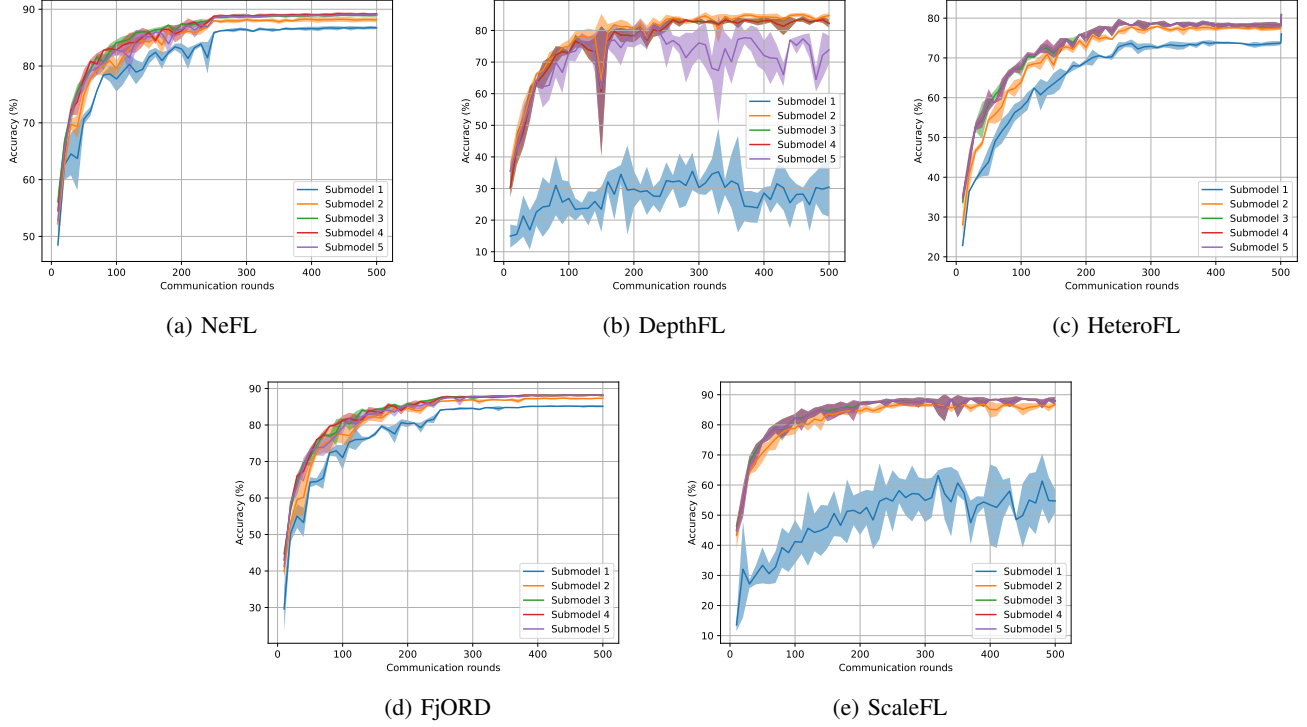 90
80
70
60
50
Accuracy (%)
0
100
200
300
400
500
Communication rounds
Submodel 1
Submodel 2
Submodel 3
Submodel 4
Submodel 5
(a) NeFL
80
70
60
50
40
30
20
10
Accuracy (%)
0
100
200
300
400
500
Communication rounds
Submodel 1
Submodel 2
Submodel 3
Submodel 4
Submodel 5
(b) DepthFL
80
70
60
50
40
30
20
Accuracy (%)
0
100
200
300
400
500
Communication rounds
Submodel 1
Submodel 2
Submodel 3
Submodel 4
Submodel 5
(c) HeteroFL
90
80
70
60
50
40
30
Accuracy (%)
0
100
200
300
400
500
Communication rounds
Submodel 1
Submodel 2
Submodel 3
Submodel 4
Submodel 5
(d) FjORD
90
80
70
60
50
40
30
20
10
Accuracy (%)
0
100
200
300
400
500
Communication rounds
Submodel 1
Submodel 2
Submodel 3
Submodel 4
Submodel 5
(e) ScaleFL